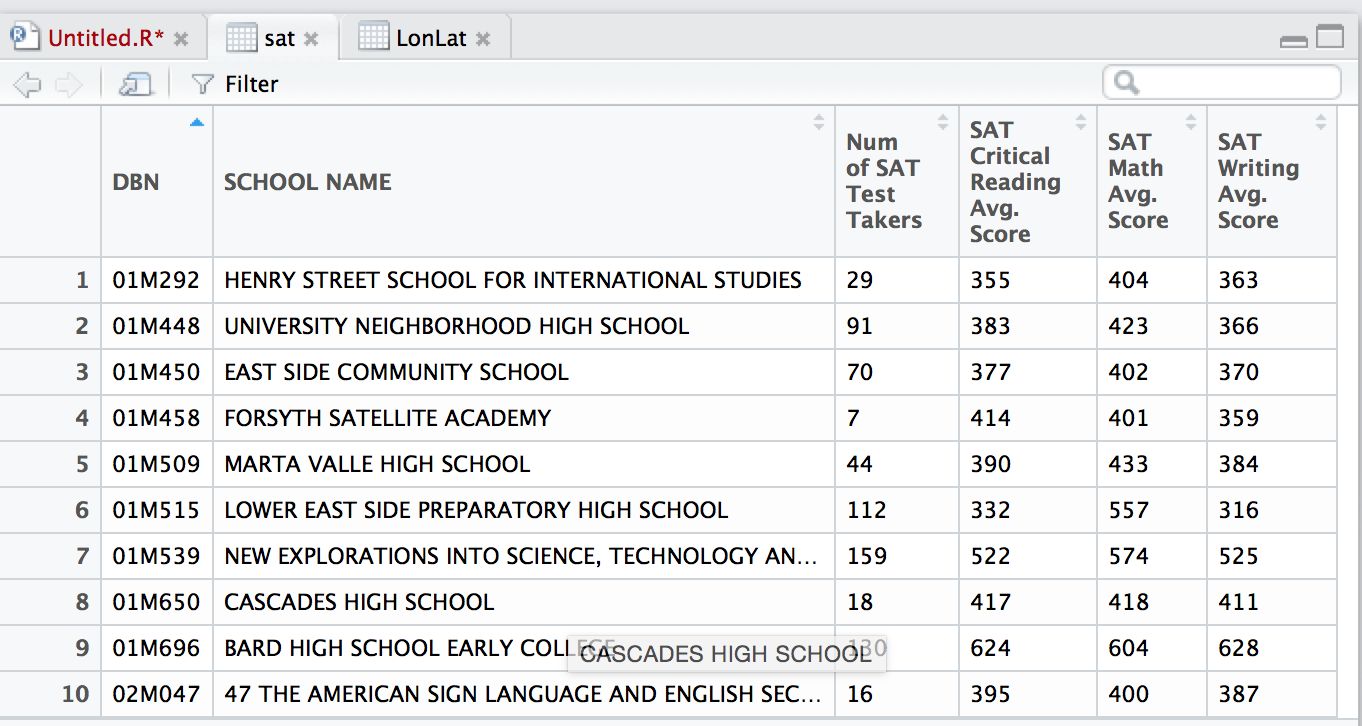 Untitled.R* sat LonLat
Filter
DBN SCHOOL NAME Num of SAT Test Takers SAT Critical Reading Avg. Score SAT Math Avg. Score SAT Writing Avg. Score
1 01M292 HENRY STREET SCHOOL FOR INTERNATIONAL STUDIES 29 355 404 363
2 01M448 UNIVERSITY NEIGHBORHOOD HIGH SCHOOL 91 383 423 366
3 01M450 EAST SIDE COMMUNITY SCHOOL 70 377 402 370
4 01M458 FORSYTH SATELLITE ACADEMY 7 414 401 359
5 01M509 MARTA VALLE HIGH SCHOOL 44 390 433 384
6 01M515 LOWER EAST SIDE PREPARATORY HIGH SCHOOL 112 332 557 316
7 01M539 NEW EXPLORATIONS INTO SCIENCE, TECHNOLOGY AN... 159 522 574 525
8 01M650 CASCADES HIGH SCHOOL 18 417 418 411
9 01M696 BARD HIGH SCHOOL EARLY COLLEGE 130 624 604 628
CASCADES HIGH SCHOOL
10 02M047 47 THE AMERICAN SIGN LANGUAGE AND ENGLISH SEC... 16 395 400 387